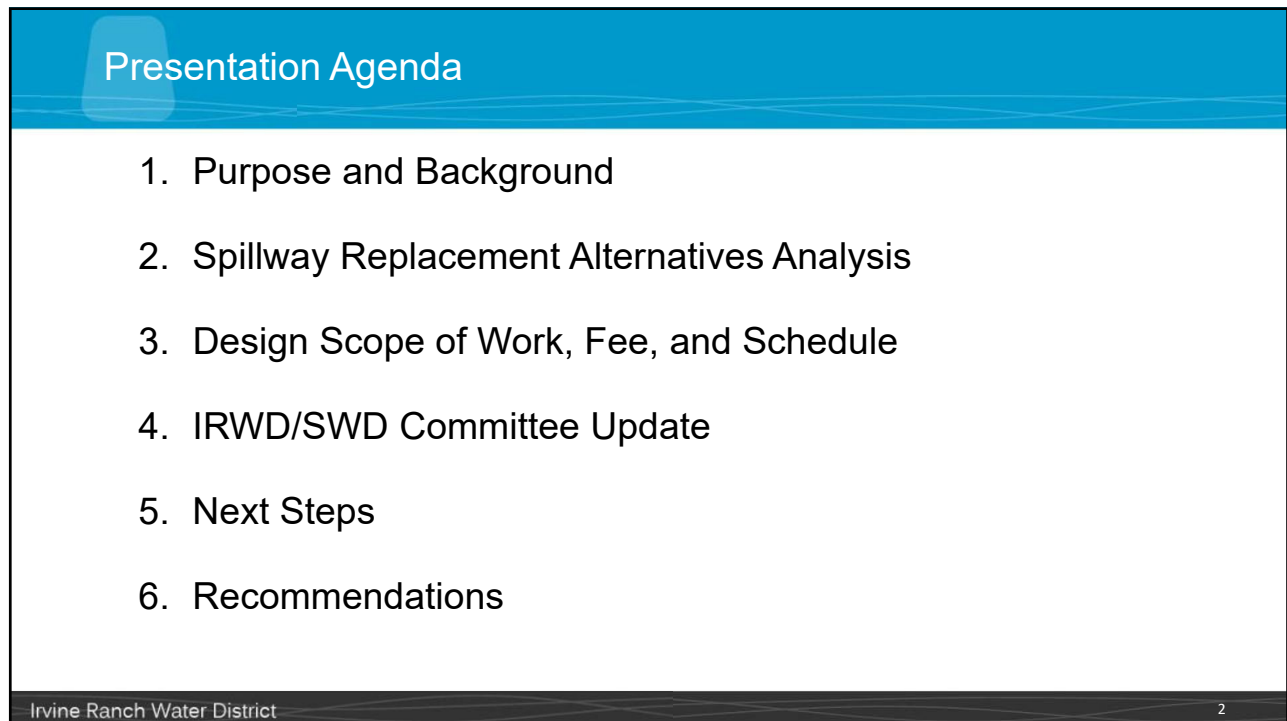 Presentation Agenda
1. Purpose and Background
2. Spillway Replacement Alternatives Analysis
3. Design Scope of Work, Fee, and Schedule
4. IRWD/SWD Committee Update
5. Next Steps
6. Recommendations
Irvine Ranch Water District
2